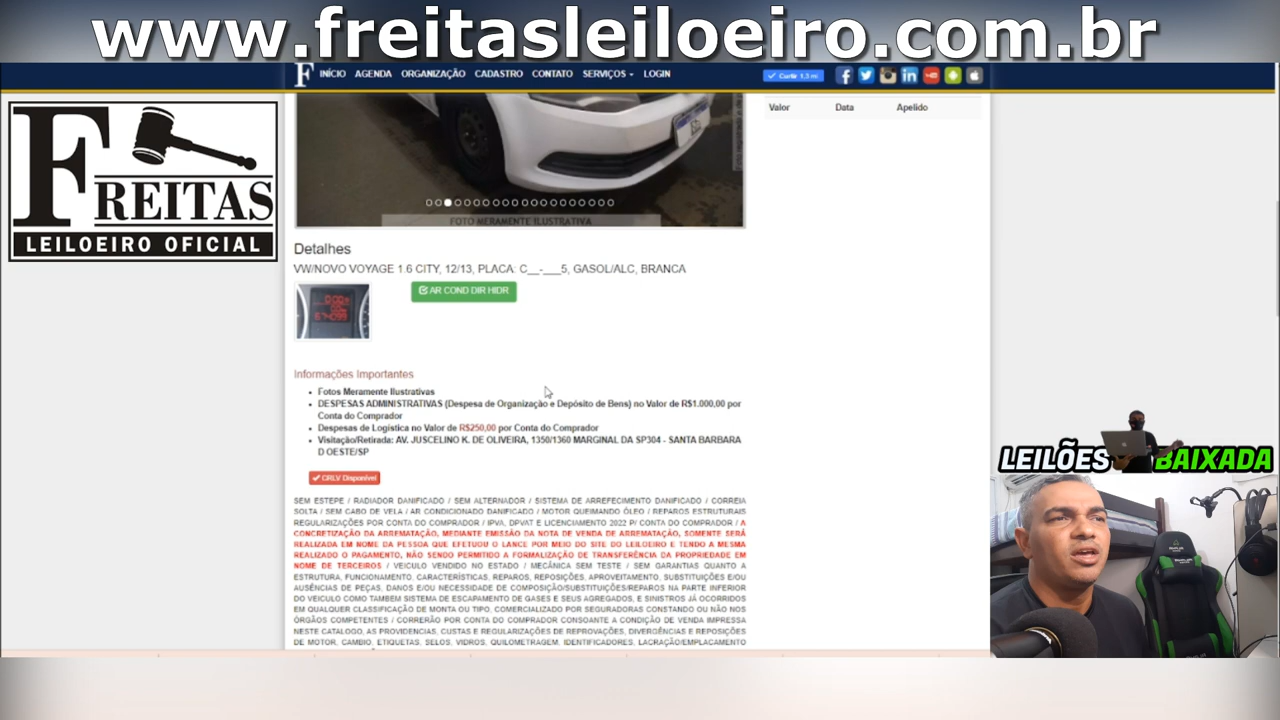 www.freitasleiloeiro.com.br
INÍCIO AGENDA ORGANIZAÇÃO CADASTRO CONTATO SERVIÇOS LOGIN
Curtir 1,3 mi
FREITAS
LEILOEIRO OFICIAL
Valor Data Apelido
FOTO MERAMENTE ILUSTRATIVA
Detalhes
VW/NOVO VOYAGE 1.6 CITY, 12/13, PLACA: C__-___5, GASOL/ALC, BRANCA
AR COND DIR HIDR
Informações Importantes
Fotos Meramente Ilustrativas
DESPESAS ADMINISTRATIVAS (Despesa de Organização e Depósito de Bens) no Valor de R$1.000,00 por
Conta do Comprador
Despesas de Logística no Valor de R$250,00 por Conta do Comprador
Visitação/Retirada: AV. JUSCELINO K. DE OLIVEIRA, 1350/1360 MARGINAL DA SP304 - SANTA BARBARA
D OESTE/SP
CRLV Disponível
SEM ESTEPE / RADIADOR DANIFICADO / SEM ALTERNADOR / SISTEMA DE ARREFECIMENTO DANIFICADO / CORREIA
SOLTA / SEM CABO DE VELA / AR CONDICIONADO DANIFICADO / MOTOR QUEIMANDO ÓLEO / REPAROS ESTRUTURAIS
REGULARIZAÇÕES POR CONTA DO COMPRADOR / IPVA, DPVAT E LICENCIAMENTO 2022 P/ CONTA DO COMPRADOR / A
CONCRETIZAÇÃO DA ARREMATAÇÃO, MEDIANTE EMISSÃO DA NOTA DE VENDA DE ARREMATAÇÃO, SOMENTE SERÁ
REALIZADA EM NOME DA PESSOA QUE EFETUOU O LANCE POR MEIO DO SITE DO LEILOEIRO E TENDO A MESMA
REALIZADO O PAGAMENTO, NÃO SENDO PERMITIDO A FORMALIZAÇÃO DE TRANSFERÊNCIA DA PROPRIEDADE EM
NOME DE TERCEIROS / VEICULO VENDIDO NO ESTADO / MECÂNICA SEM TESTE / SEM GARANTIAS QUANTO A
ESTRUTURA, FUNCIONAMENTO, CARACTERÍSTICAS, REPAROS, REPOSIÇÕES, APROVEITAMENTO, SUBSTITUIÇÕES E/OU
AUSÊNCIAS DE PEÇAS, DANOS E/OU NECESSIDADE DE COMPOSIÇÃO/SUBSTITUIÇÕES/REPAROS NA PARTE INFERIOR
DO VEICULO COMO TAMBEM SISTEMA DE ESCAPAMENTO DE GASES E SEUS AGREGADOS, E SINISTROS JÁ OCORRIDOS
EM QUALQUER CLASSIFICAÇÃO DE MONTA OU TIPO, COMERCIALIZADO POR SEGURADORAS CONSTANDO OU NÃO NOS
ÓRGÃOS COMPETENTES / CORRERÃO POR CONTA DO COMPRADOR CONSOANTE A CONDIÇÃO DE VENDA IMPRESSA
NESTE CATALOGO, AS PROVIDENCIAS, CUSTAS E REGULARIZAÇÕES DE REPROVAÇÕES, DIVERGÊNCIAS E REPOSIÇÕES
DE MOTOR, CAMBIO, ETIQUETAS, SELOS, VIDROS, QUILOMETRAGEM, IDENTIFICADORES, LACRAÇÃO/EMPLACAMENTO
LEILÕES BAIXADA